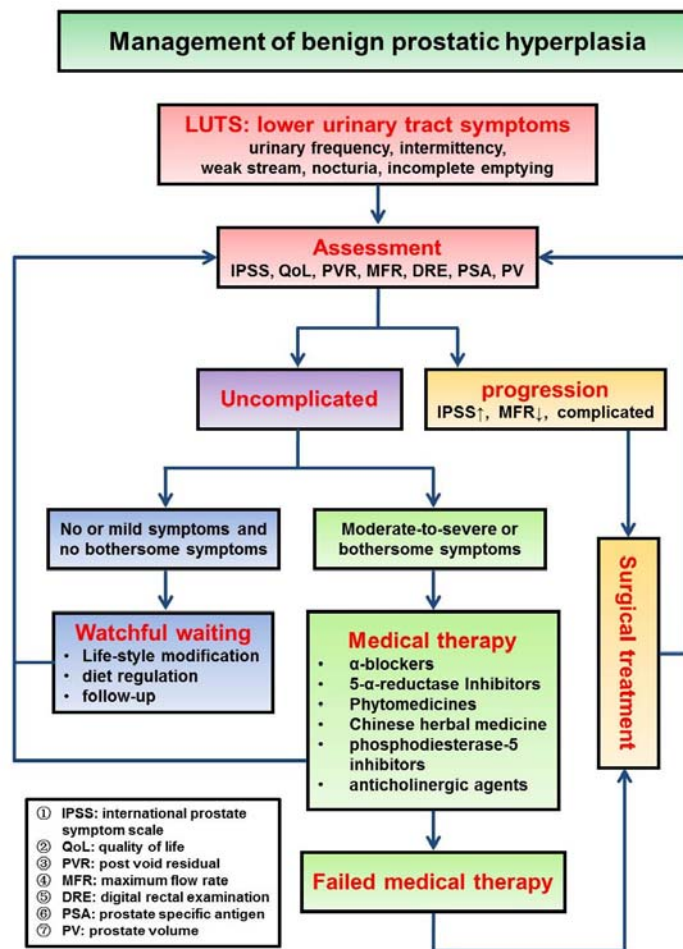 Management of benign prostatic hyperplasia
LUTS: lower urinary tract symptoms
urinary frequency, intermittency,
weak stream, nocturia, incomplete emptying
Assessment
IPSS, QoL, PVR, MFR, DRE, PSA, PV
Uncomplicated
progression
IPSS↑, MFR↓, complicated
No or mild symptoms and
no bothersome symptoms
Moderate-to-severe or
bothersome symptoms
Surgical treatment
Watchful waiting
• Life-style modification
• diet regulation
• follow-up
Medical therapy
• α-blockers
• 5-α-reductase Inhibitors
• Phytomedicines
• Chinese herbal medicine
• phosphodiesterase-5
inhibitors
• anticholinergic agents
① IPSS: international prostate
symptom scale
② QoL: quality of life
③ PVR: post void residual
④ MFR: maximum flow rate
⑤ DRE: digital rectal examination
⑥ PSA: prostate specific antigen
⑦ PV: prostate volume
Failed medical therapy